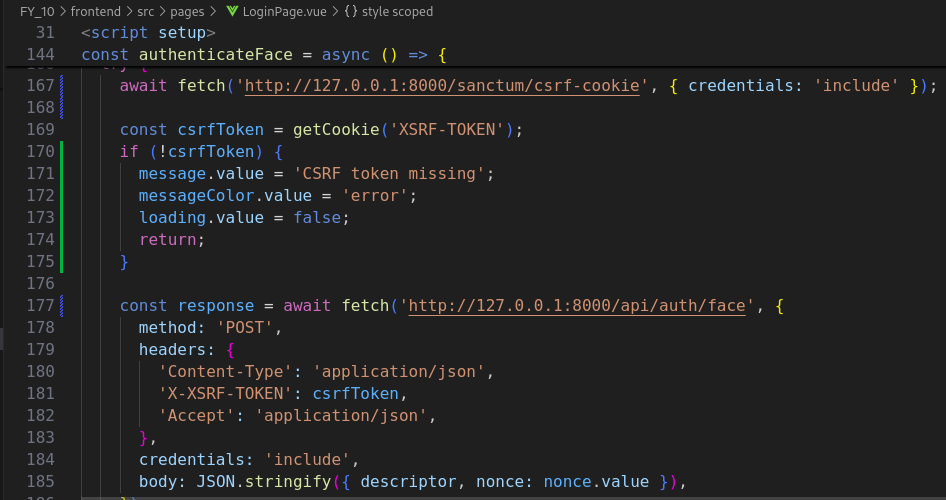 FY_10 > frontend > src > pages > LoginPage.vue > {} style scoped
31 <script setup>
144 const authenticateFace = async () => {
167 await fetch('http://127.0.0.1:8000/sanctum/csrf-cookie', { credentials: 'include' });
168
169 const csrfToken = getCookie('XSRF-TOKEN');
170 if (!csrfToken) {
171 message.value = 'CSRF token missing';
172 messageColor.value = 'error';
173 loading.value = false;
174 return;
175 }
176
177 const response = await fetch('http://127.0.0.1:8000/api/auth/face', {
178 method: 'POST',
179 headers: {
180 'Content-Type': 'application/json',
181 'X-XSRF-TOKEN': csrfToken,
182 'Accept': 'application/json',
183 },
184 credentials: 'include',
185 body: JSON.stringify({ descriptor, nonce: nonce.value }),